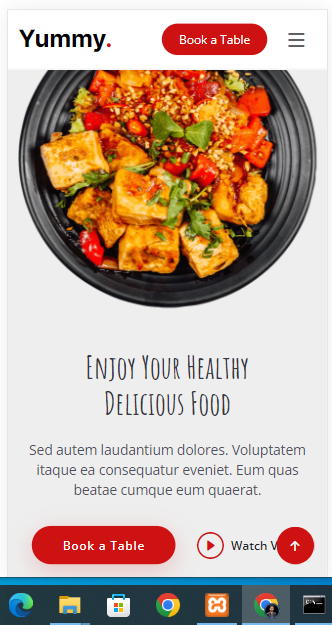 Yummy.
Book a Table
Enjoy Your Healthy
Delicious Food
Sed autem laudantium dolores. Voluptatem
itaque ea consequatur eveniet. Eum quas
beatae cumque eum quaerat.
Book a Table
Watch V